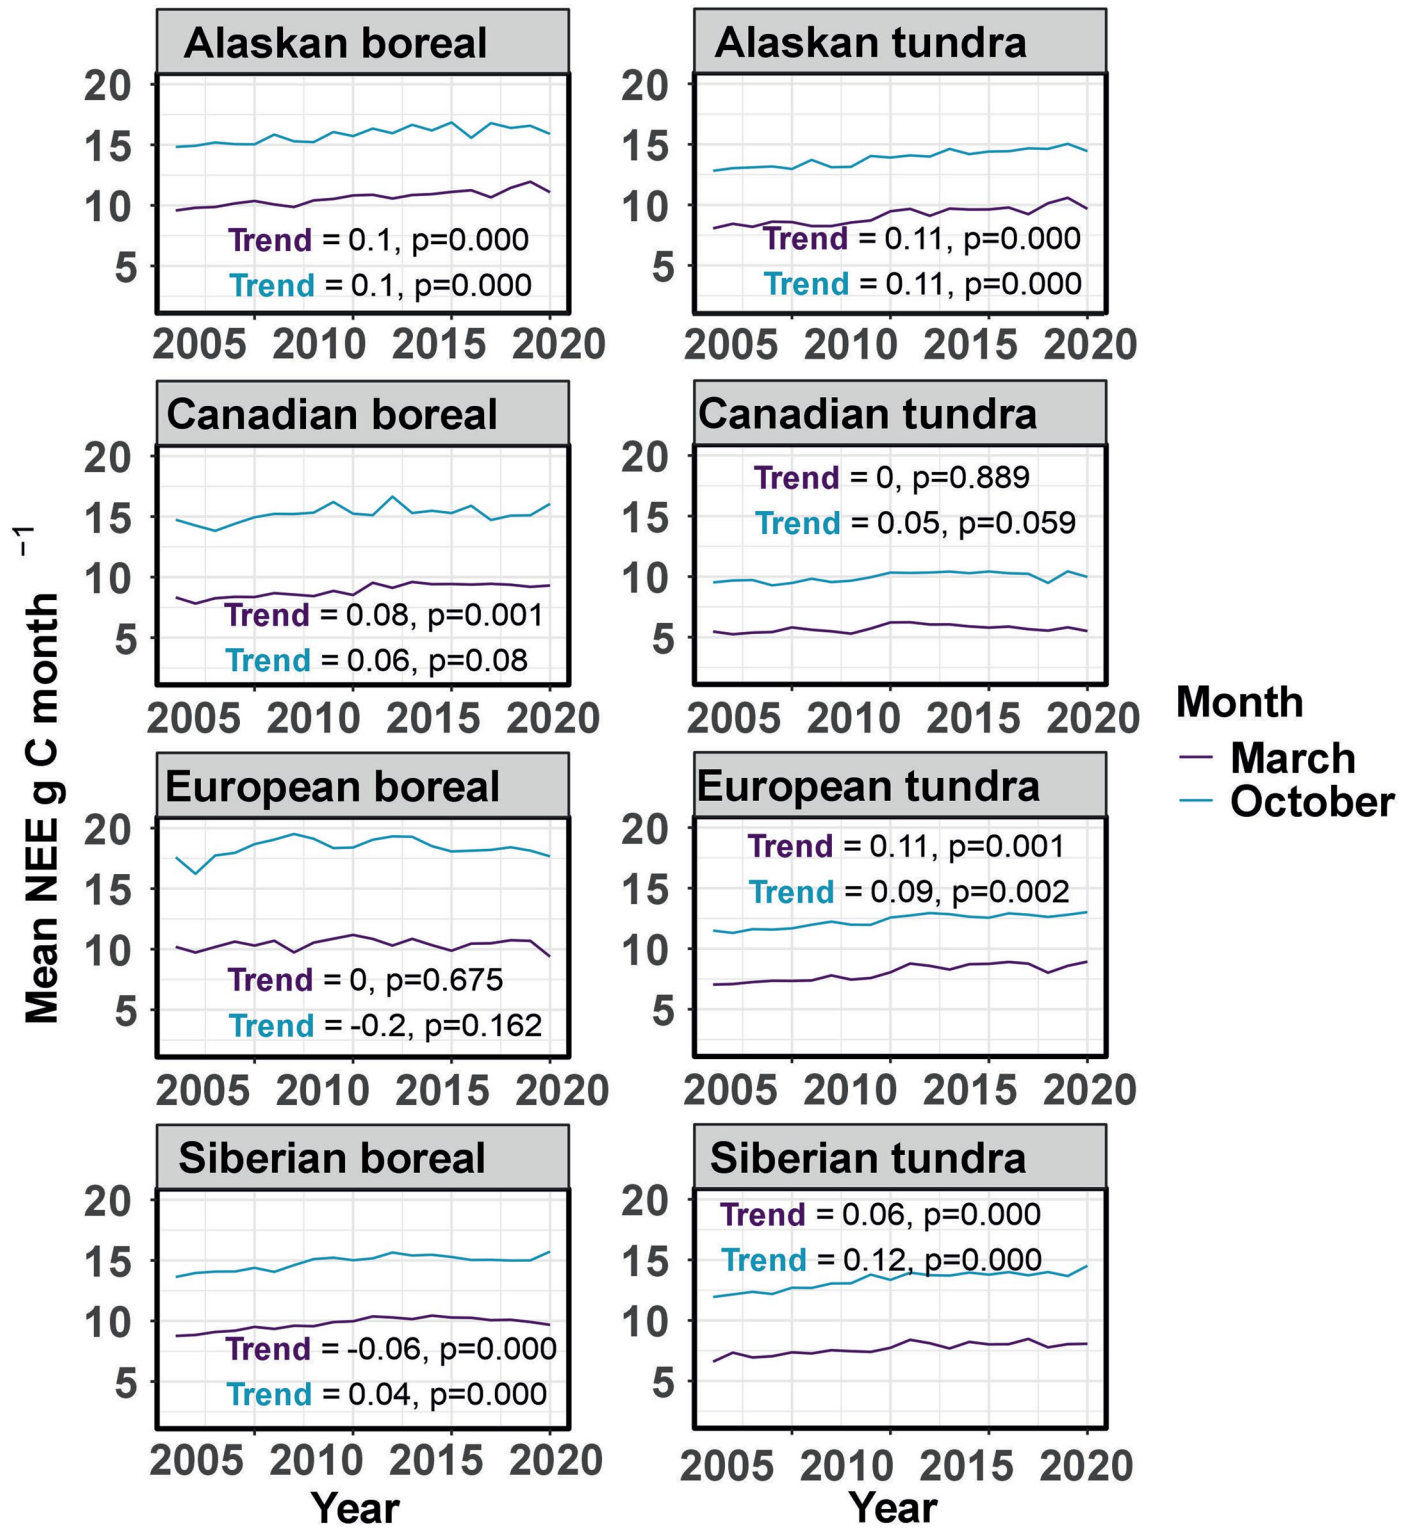 Alaskan boreal
20
15
10
5
Trend = 0.1, p=0.000
Trend = 0.1, p=0.000
2005 2010 2015 2020
Alaskan tundra
20
15
10
5
Trend = 0.11, p=0.000
Trend = 0.11, p=0.000
2005 2010 2015 2020
Canadian boreal
20
15
10
5
Trend = 0.08, p=0.001
Trend = 0.06, p=0.08
2005 2010 2015 2020
Canadian tundra
20
15
10
5
Trend = 0, p=0.889
Trend = 0.05, p=0.059
2005 2010 2015 2020
Mean NEE g C month −1
European boreal
20
15
10
5
Trend = 0, p=0.675
Trend = -0.2, p=0.162
2005 2010 2015 2020
European tundra
20
15
10
5
Trend = 0.11, p=0.001
Trend = 0.09, p=0.002
2005 2010 2015 2020
Siberian boreal
20
15
10
5
Trend = -0.06, p=0.000
Trend = 0.04, p=0.000
2005 2010 2015 2020
Year
Siberian tundra
20
15
10
5
Trend = 0.06, p=0.000
Trend = 0.12, p=0.000
2005 2010 2015 2020
Year
Month
March
October